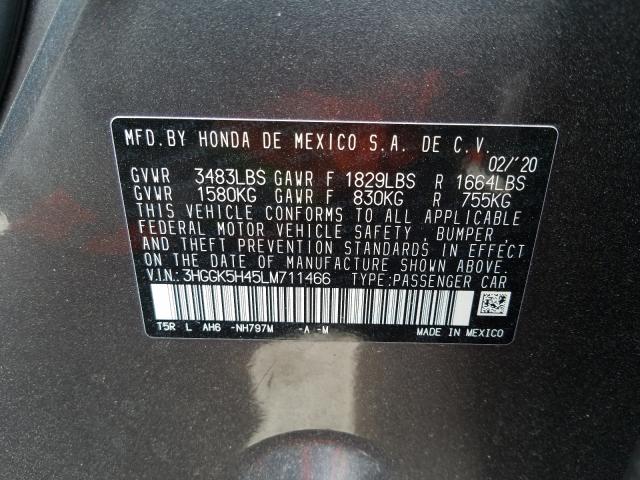 MFD.BY HONDA DE MEXICO S.A. DE C.V.
02/'20
GVWR 3483LBS GAWR F 1829LBS R 1664LBS
GVWR 1580KG GAWR F 830KG R 755KG
THIS VEHICLE CONFORMS TO ALL APPLICABLE
FEDERAL MOTOR VEHICLE SAFETY, BUMPER,
AND THEFT PREVENTION STANDARDS IN EFFECT
ON THE DATE OF MANUFACTURE SHOWN ABOVE.
V.I.N.: 3HGGK5H45LM711466 TYPE:PASSENGER CAR
T5R L AH6 -NH797M -A -M MADE IN MEXICO